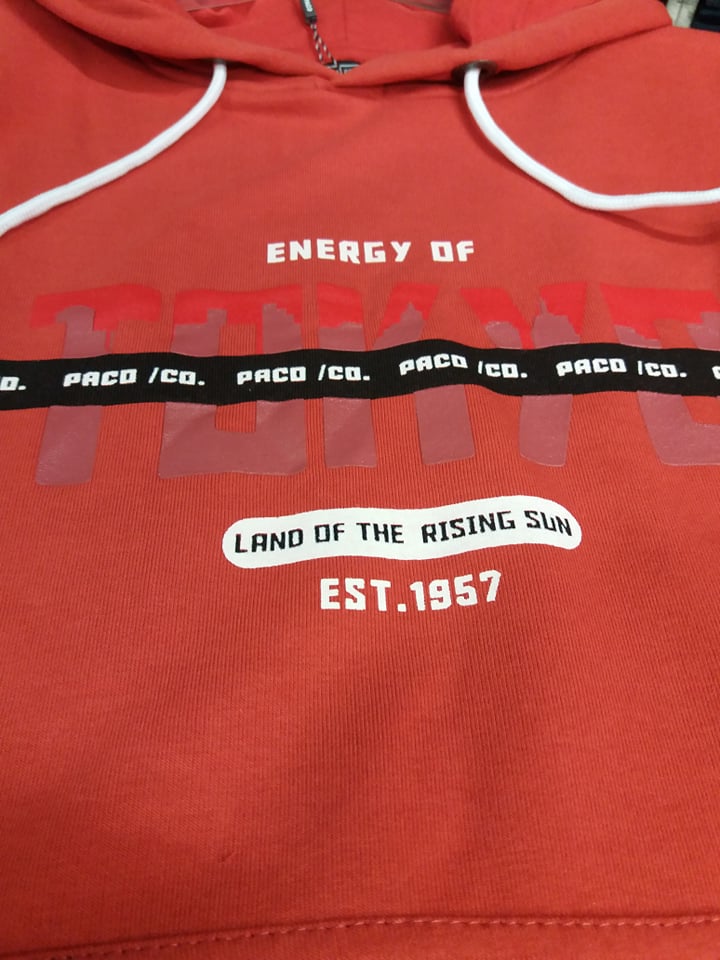 ENERGY OF
TOKYO
PACO /CO. PACO /CO. PACO /CO. PACO /CO.
LAND OF THE RISING SUN
EST.1957